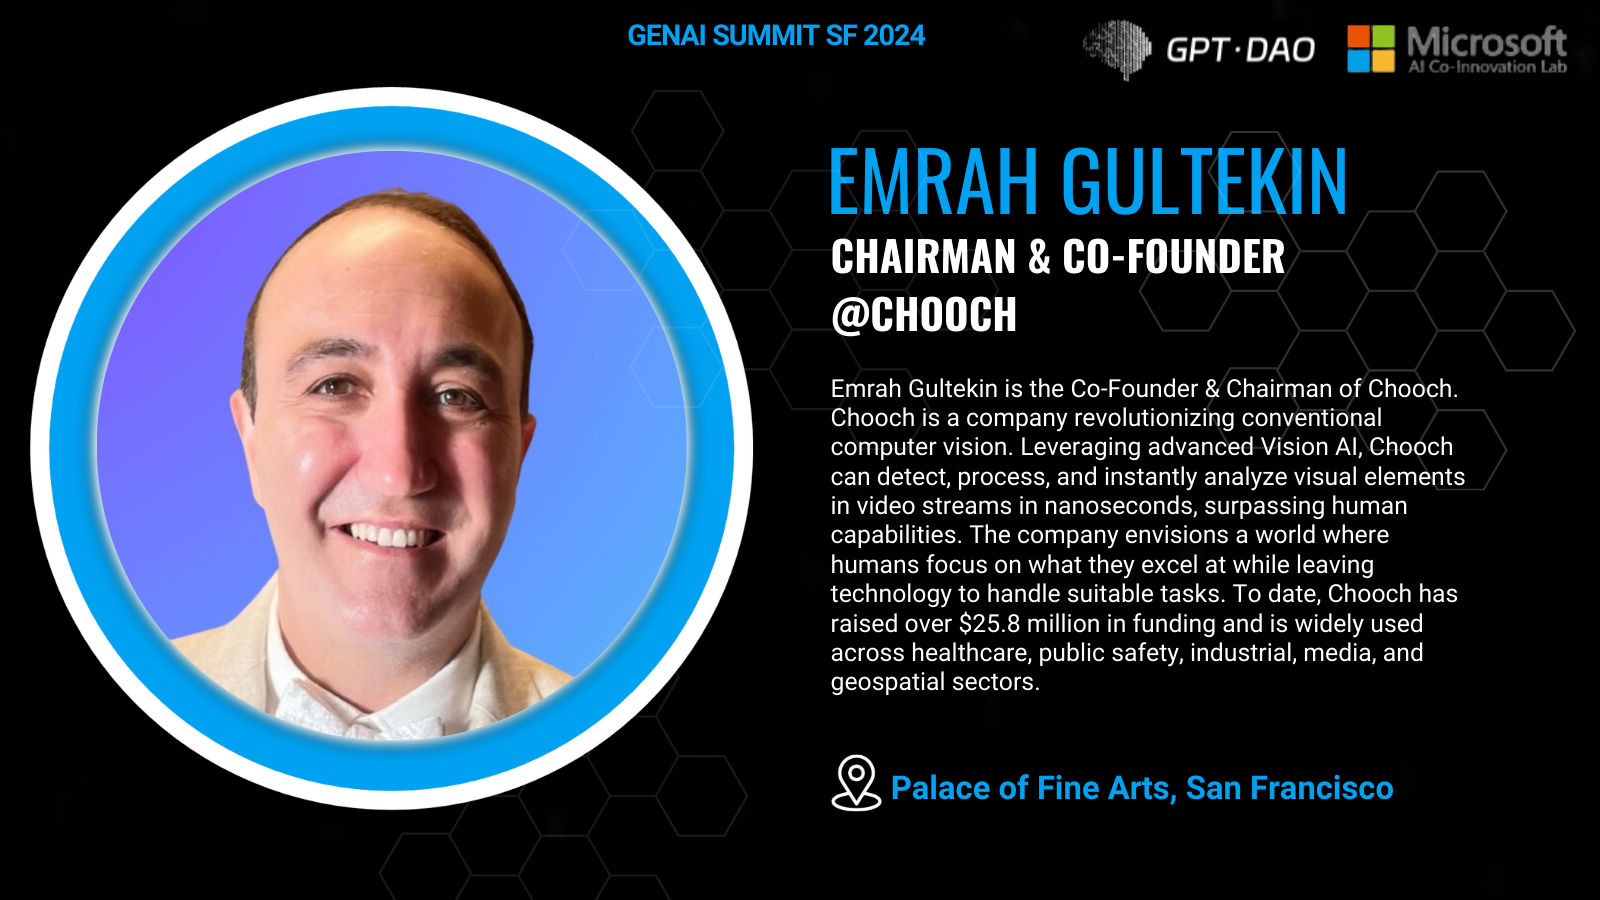 GENAI SUMMIT SF 2024
GPT·DAO
Microsoft
AI Co-Innovation Lab
EMRAH GULTEKIN
CHAIRMAN & CO-FOUNDER
@CHOOCH
Emrah Gultekin is the Co-Founder & Chairman of Chooch.
Chooch is a company revolutionizing conventional
computer vision. Leveraging advanced Vision AI, Chooch
can detect, process, and instantly analyze visual elements
in video streams in nanoseconds, surpassing human
capabilities. The company envisions a world where
humans focus on what they excel at while leaving
technology to handle suitable tasks. To date, Chooch has
raised over $25.8 million in funding and is widely used
across healthcare, public safety, industrial, media, and
geospatial sectors.
Palace of Fine Arts, San Francisco